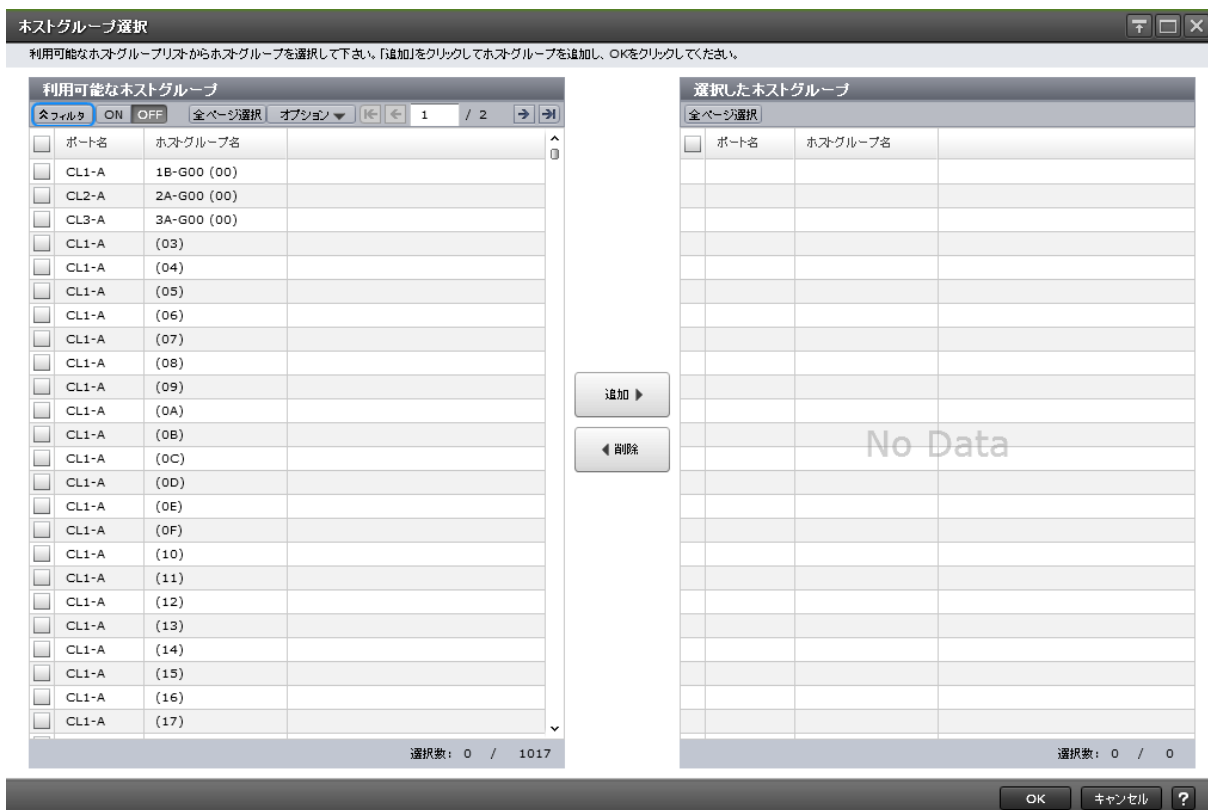 ホストグループ選択
利用可能なホストグループリストからホストグループを選択して下さい。「追加」をクリックしてホストグループを追加し、OKをクリックしてください。
利用可能なホストグループ
フィルタ ON OFF 全ページ選択 オプション 1 / 2
ポート名 ホストグループ名
CL1-A 1B-G00 (00)
CL2-A 2A-G00 (00)
CL3-A 3A-G00 (00)
CL1-A (03)
CL1-A (04)
CL1-A (05)
CL1-A (06)
CL1-A (07)
CL1-A (08)
CL1-A (09)
CL1-A (0A)
CL1-A (0B)
CL1-A (0C)
CL1-A (0D)
CL1-A (0E)
CL1-A (0F)
CL1-A (10)
CL1-A (11)
CL1-A (12)
CL1-A (13)
CL1-A (14)
CL1-A (15)
CL1-A (16)
CL1-A (17)
選択数: 0 / 1017
追加
削除
選択したホストグループ
全ページ選択
ポート名 ホストグループ名
No Data
選択数: 0 / 0
OK キャンセル ?